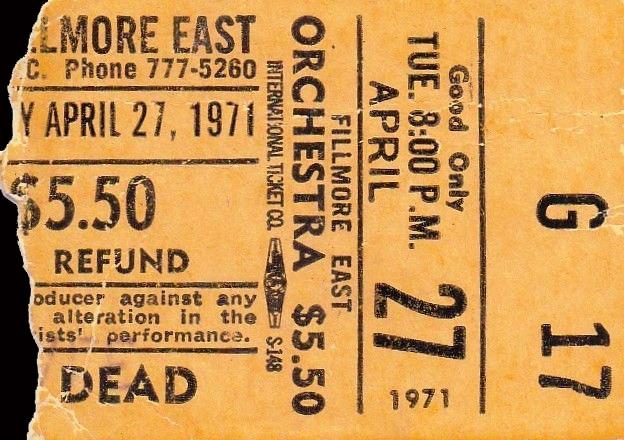 LLMORE EAST
C. Phone 777-5260
Y APRIL 27, 1971
$5.50
REFUND
oducer against any
alteration in the
ists' performance.
DEAD
INTERNATIONAL TICKET CO. S-148
ORCHESTRA $5.50
FILLMORE EAST
APRIL 27
TUE. 8:00 P.M.
Good Only
1971
G 17